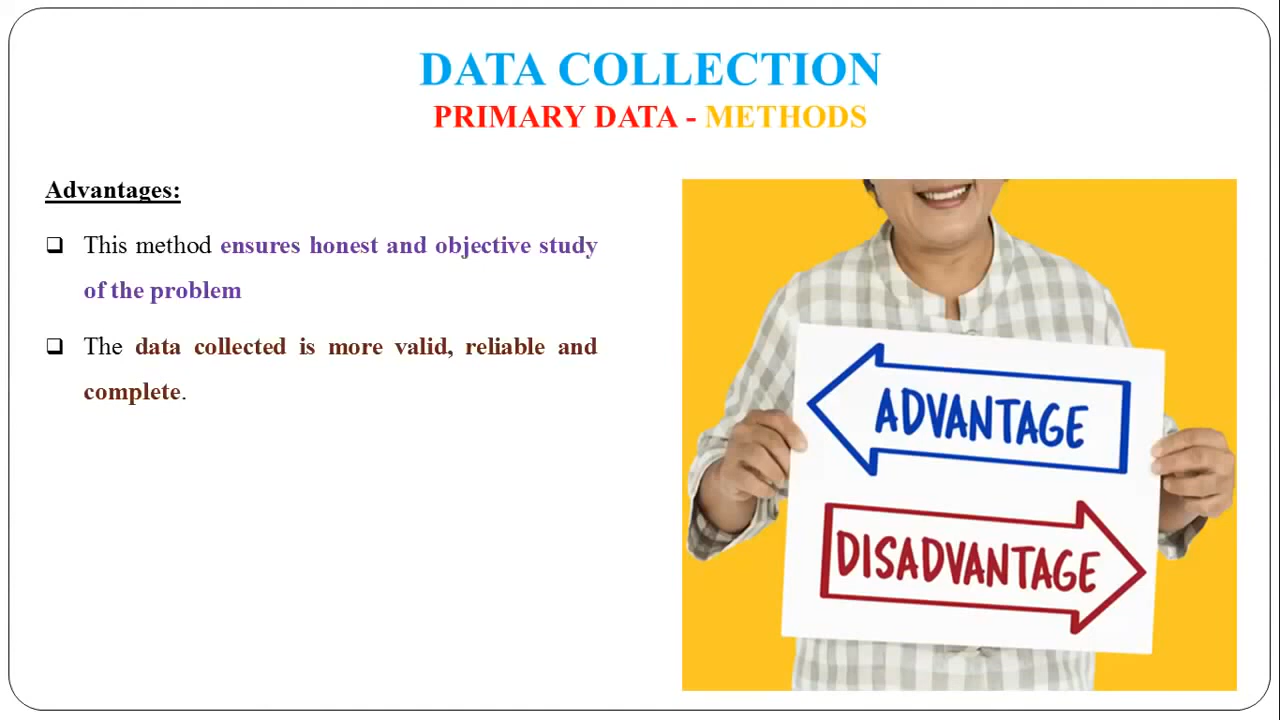 DATA COLLECTION
PRIMARY DATA - METHODS
Advantages:
This method ensures honest and objective study
of the problem
The data collected is more valid, reliable and
complete.
ADVANTAGE
DISADVANTAGE